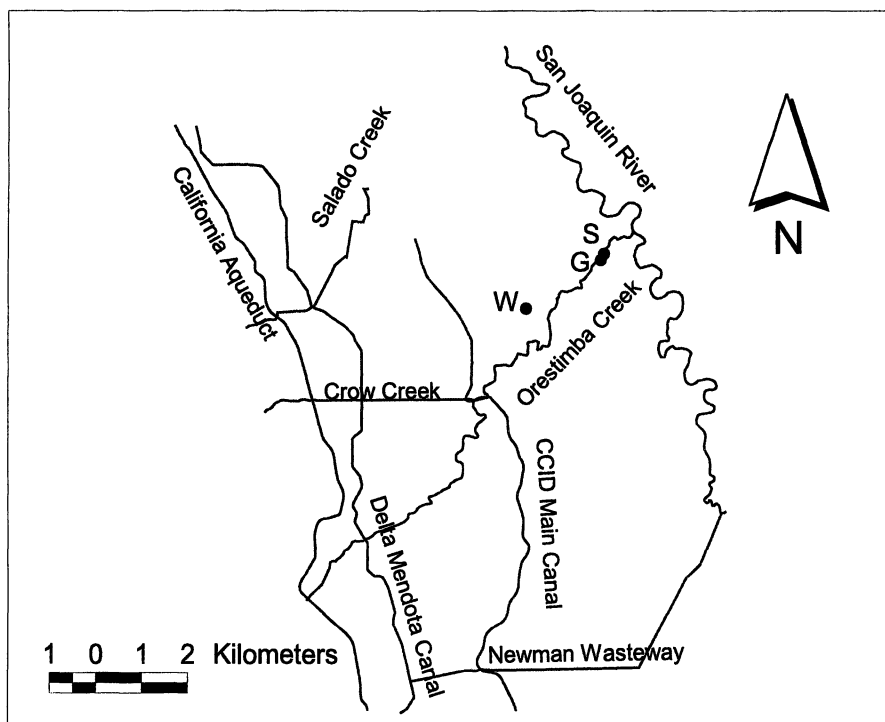 San Joaquin River
Salado Creek
California Aqueduct
N
S
G
W
Orestimba Creek
Crow Creek
CCID Main Canal
Delta Mendota Canal
1 0 1 2 Kilometers
Newman Wasteway